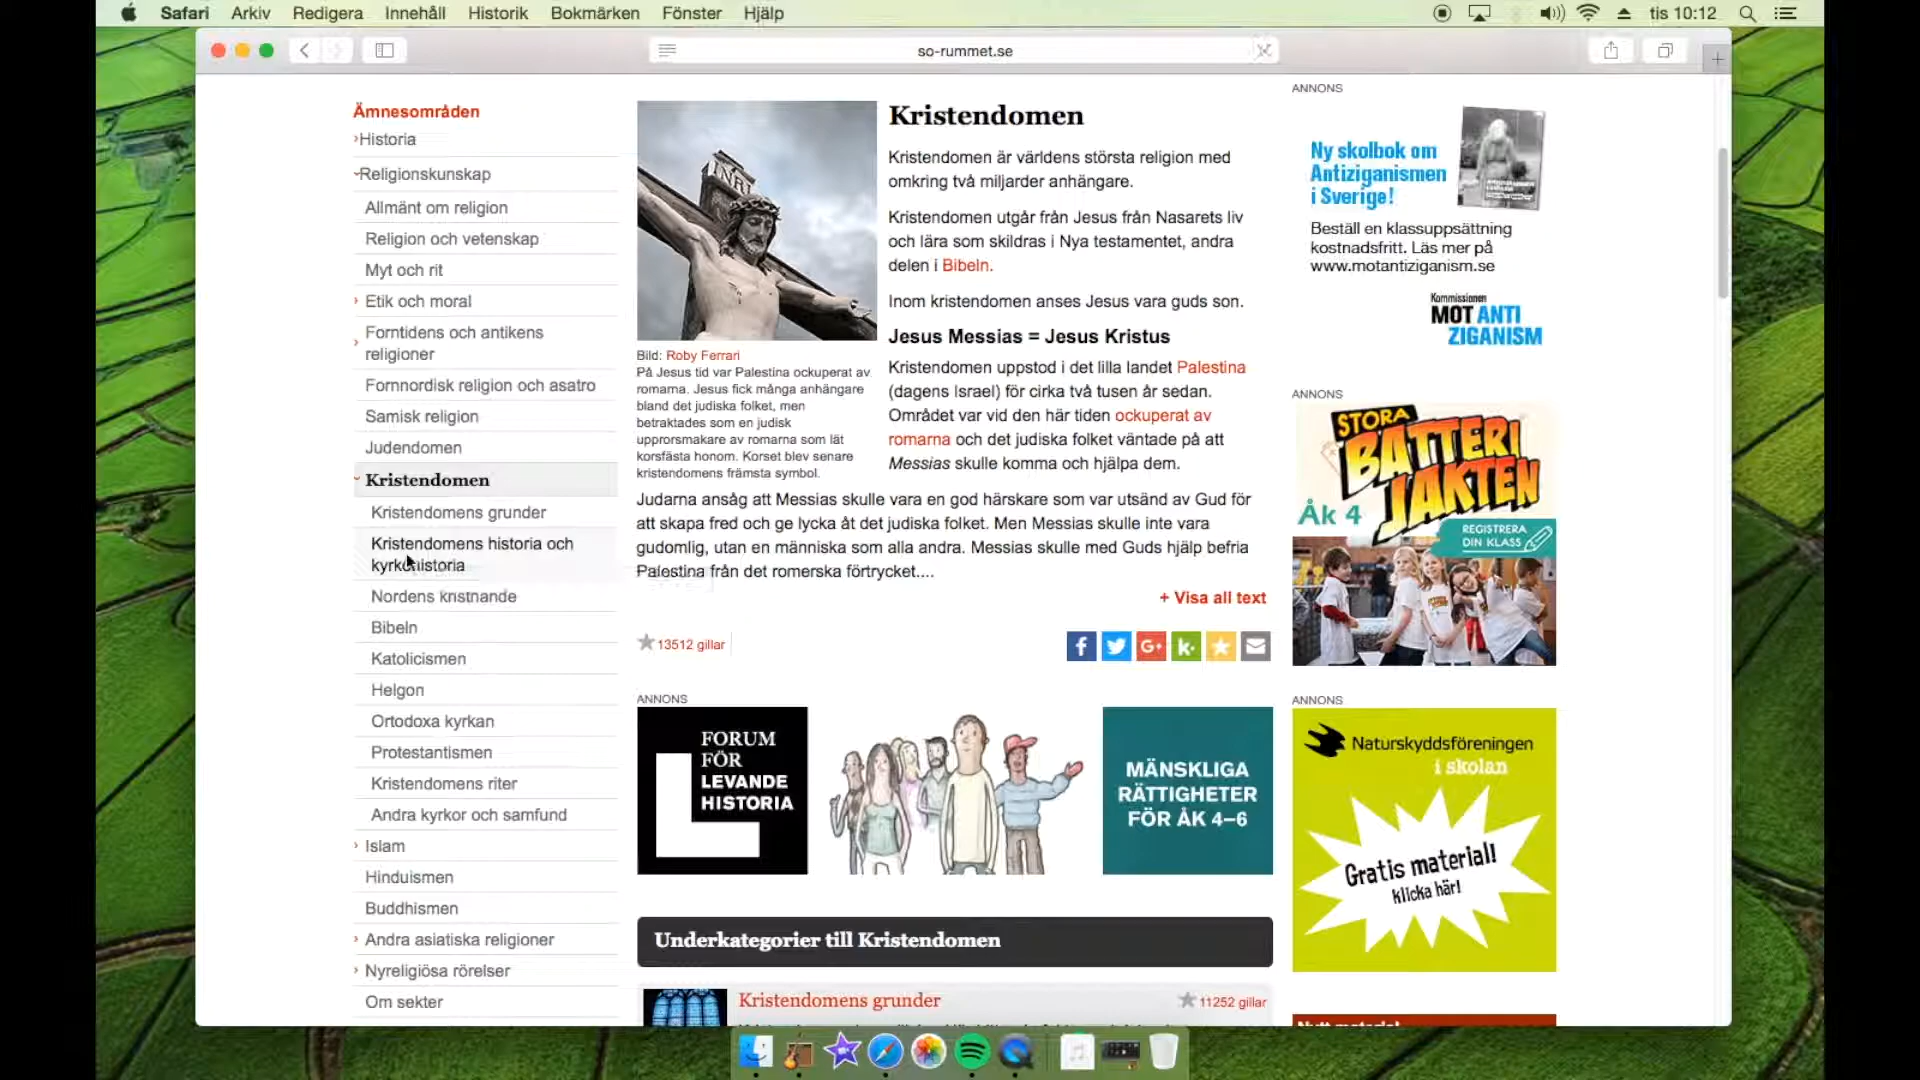 Safari Arkiv Redigera Innehåll Historik Bokmärken Fönster Hjälp
tis 10:12
so-rummet.se
Ämnesområden
Historia
Religionskunskap
Allmänt om religion
Religion och vetenskap
Myt och rit
Etik och moral
Forntidens och antikens
religioner
Fornnordisk religion och asatro
Samisk religion
Judendomen
Kristendomen
Kristendomens grunder
Kristendomens historia och
kyrkohistoria
Nordens kristnande
Bibeln
Katolicismen
Helgon
Ortodoxa kyrkan
Protestantismen
Kristendomens riter
Andra kyrkor och samfund
Islam
Hinduismen
Buddhismen
Andra asiatiska religioner
Nyreligiösa rörelser
Om sekter
INRI
Bild: Roby Ferrari
På Jesus tid var Palestina ockuperat av
romarna. Jesus fick många anhängare
bland det judiska folket, men
betraktades som en judisk
upprorsmakare av romarna som lät
korsfästa honom. Korset blev senare
kristendomens främsta symbol.
Kristendomen
Kristendomen är världens största religion med
omkring två miljarder anhängare.
Kristendomen utgår från Jesus från Nasarets liv
och lära som skildras i Nya testamentet, andra
delen i Bibeln.
Inom kristendomen anses Jesus vara guds son.
Jesus Messias = Jesus Kristus
Kristendomen uppstod i det lilla landet Palestina
(dagens Israel) för cirka två tusen år sedan.
Området var vid den här tiden ockuperat av
romarna och det judiska folket väntade på att
Messias skulle komma och hjälpa dem.
Judarna ansåg att Messias skulle vara en god härskare som var utsänd av Gud för
att skapa fred och ge lycka åt det judiska folket. Men Messias skulle inte vara
gudomlig, utan en människa som alla andra. Messias skulle med Guds hjälp befria
Palestina från det romerska förtrycket....
+ Visa all text
13512 gillar
ANNONS
FORUM
FÖR
LEVANDE
HISTORIA
MÄNSKLIGA
RÄTTIGHETER
FÖR ÅK 4–6
Underkategorier till Kristendomen
Kristendomens grunder
11252 gillar
ANNONS
Ny skolbok om
Antiziganismen
i Sverige!
Beställ en klassuppsättning
kostnadsfritt. Läs mer på
www.motantiziganism.se
Kommissionen
MOT ANTI
ZIGANISM
ANNONS
STORA
BATTERI
JAKTEN
Åk 4
REGISTRERA
DIN KLASS
ANNONS
Naturskyddsföreningen
i skolan
Gratis material!
klicka här!
Nytt material